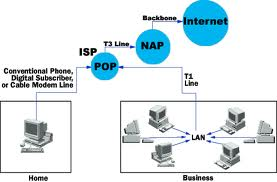 Backbone
Internet
ISP
T3 Line
NAP
POP
Conventional Phone,
Digital Subscriber,
or Cable Modem Line
T1
Line
LAN
Home
Business